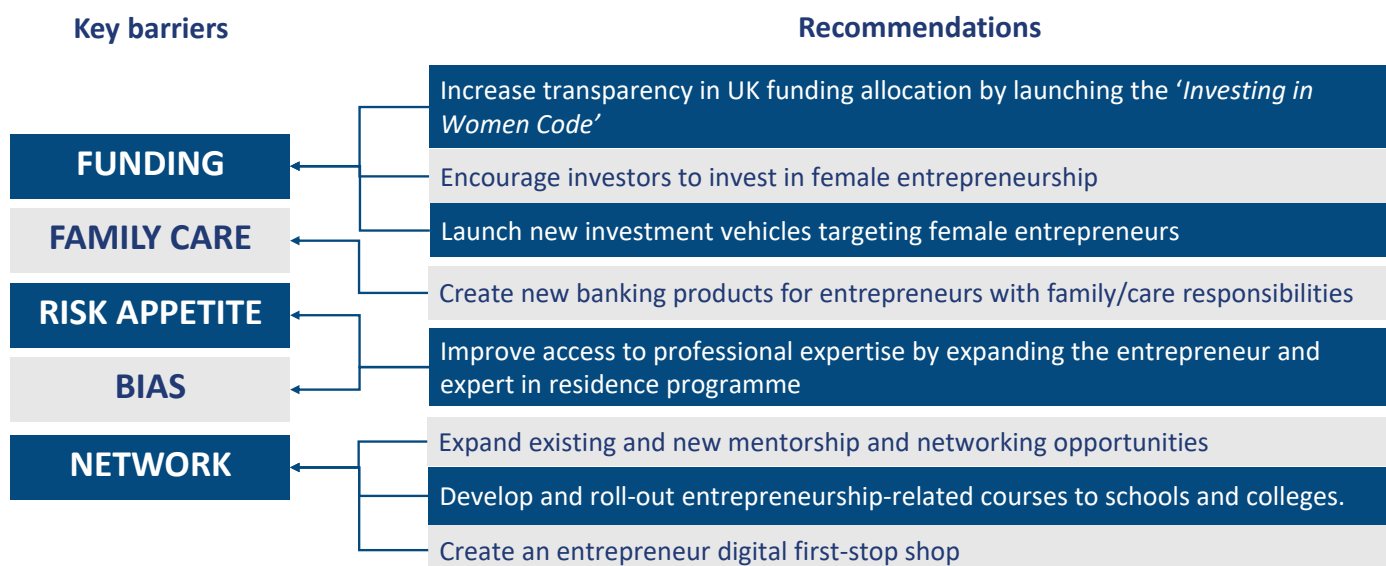 Key barriers
Recommendations
Increase transparency in UK funding allocation by launching the ‘Investing in
Women Code’
FUNDING
Encourage investors to invest in female entrepreneurship
FAMILY CARE
Launch new investment vehicles targeting female entrepreneurs
Create new banking products for entrepreneurs with family/care responsibilities
RISK APPETITE
Improve access to professional expertise by expanding the entrepreneur and
expert in residence programme
BIAS
Expand existing and new mentorship and networking opportunities
NETWORK
Develop and roll-out entrepreneurship-related courses to schools and colleges.
Create an entrepreneur digital first-stop shop